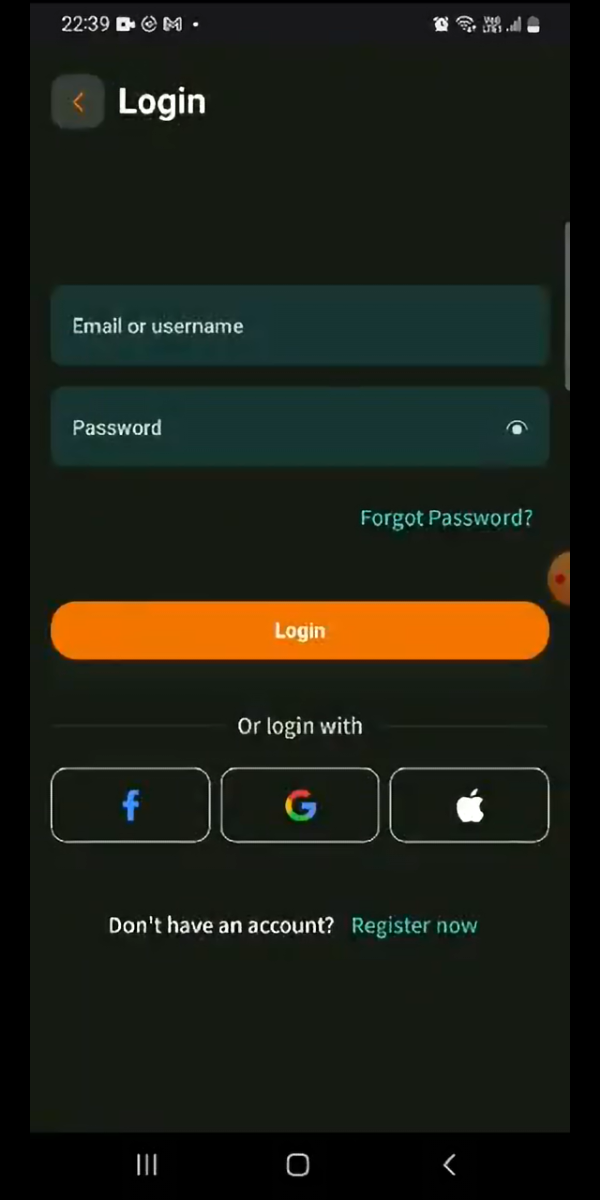 22:39
Login
Email or username
Password
Forgot Password?
Login
Or login with
Don't have an account? Register now